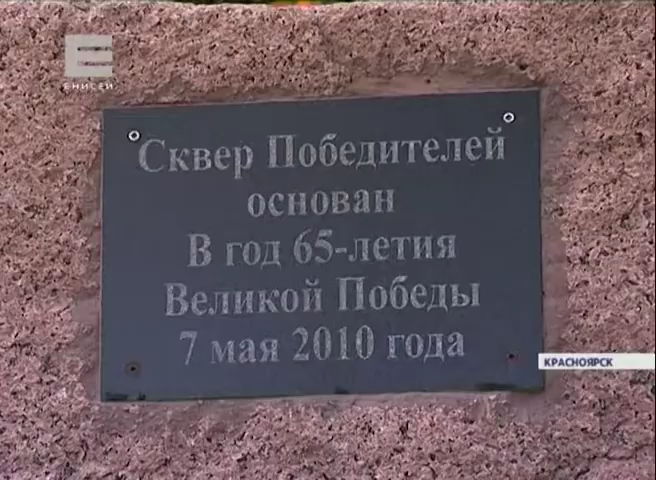 Е
ЕНИСЕЙ
Сквер Победителей
основан
В год 65-летия
Великой Победы
7 мая 2010 года
КРАСНОЯРСК